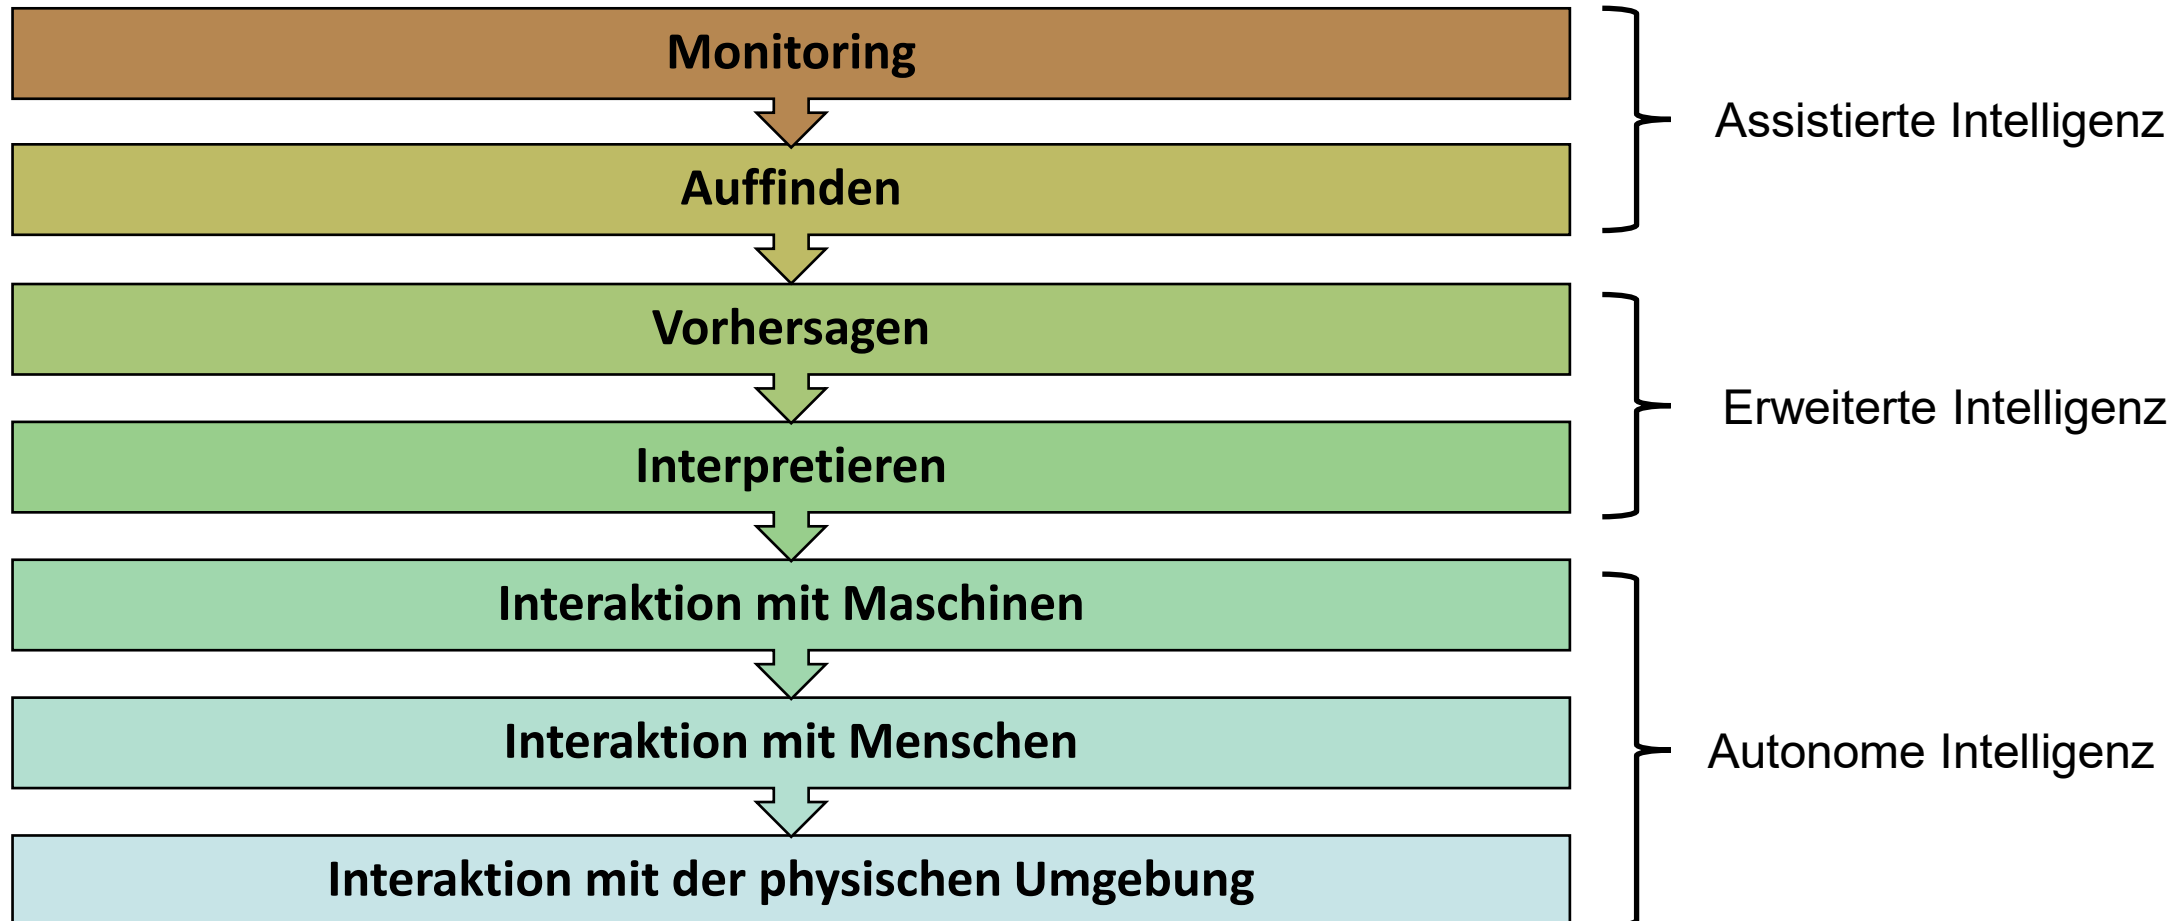 Monitoring
Auffinden
Assistierte Intelligenz
Vorhersagen
Interpretieren
Erweiterte Intelligenz
Interaktion mit Maschinen
Interaktion mit Menschen
Interaktion mit der physischen Umgebung
Autonome Intelligenz